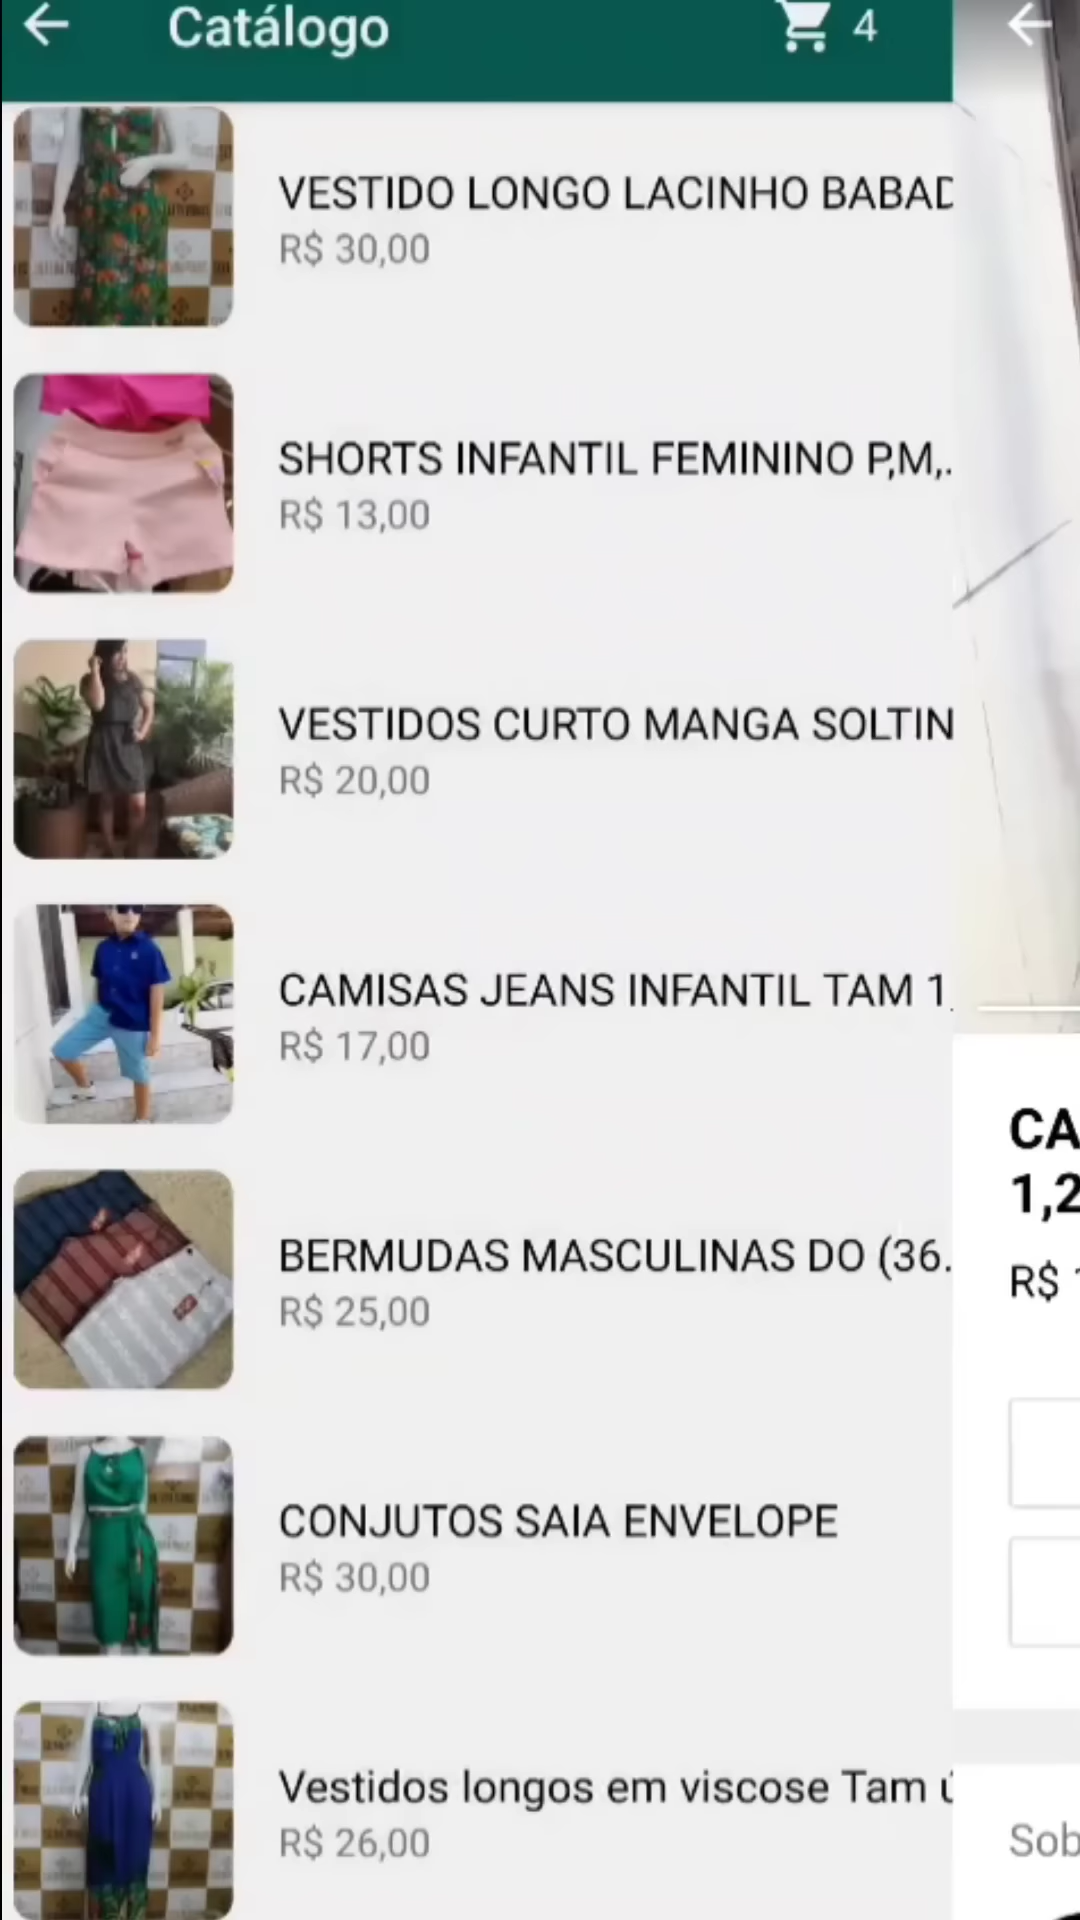 Catálogo
4
VESTIDO LONGO LACINHO BABAD
R$ 30,00
SHORTS INFANTIL FEMININO P,M,.
R$ 13,00
VESTIDOS CURTO MANGA SOLTIN
R$ 20,00
CAMISAS JEANS INFANTIL TAM 1
R$ 17,00
BERMUDAS MASCULINAS DO (36.
R$ 25,00
CONJUTOS SAIA ENVELOPE
R$ 30,00
Vestidos longos em viscose Tam ú
R$ 26,00
CA
1,2
R$ 1
Sob